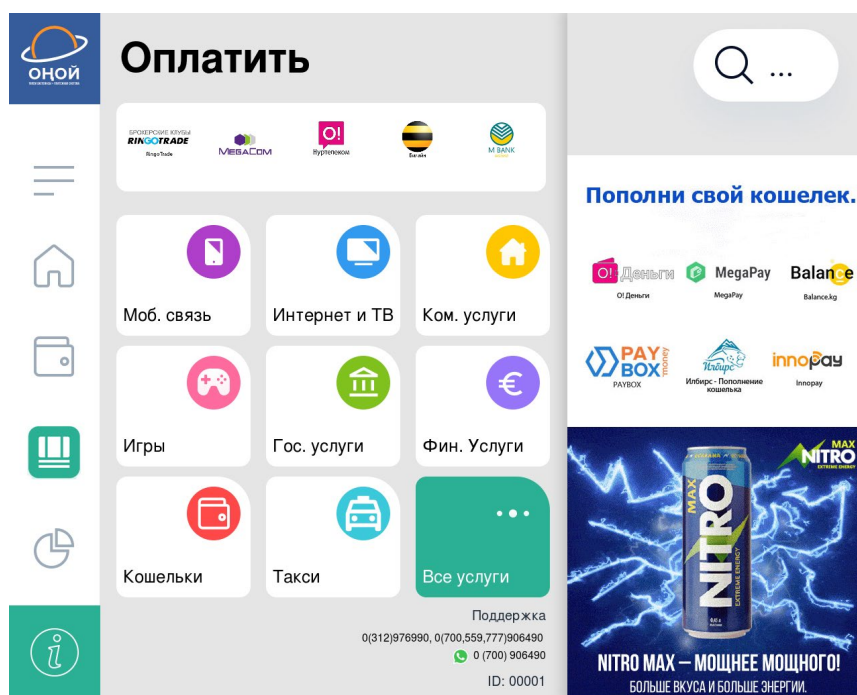 ОҢОЙ
Оплатить
...
БРОКЕРСКИЕ КЛУБЫ
RINGOTRADE
RingoTrade
MEGACOM
O!
Нуртелеком
Билайн
M BANK
Моб. связь
Интернет и ТВ
Ком. услуги
Игры
Гос. услуги
Фин. Услуги
Кошельки
Такси
Все услуги
Поддержка
0(312)976990, 0(700,559,777)906490
0 (700) 906490
ID: 00001
Пополни свой кошелек.
O! Деньги
О! Деньги
MegaPay
MegaPay
Balance
Balance.kg
PAY BOX money
PAYBOX
Илбирс
Илбирс - Пополнение
кошелька
innopay
Innopay
MAX
NITRO
EXTREME ENERGY
MAX
NITRO
EXTREME ENERGY
NITRO MAX – МОЩНЕЕ МОЩНОГО!
БОЛЬШЕ ВКУСА И БОЛЬШЕ ЭНЕРГИИ.